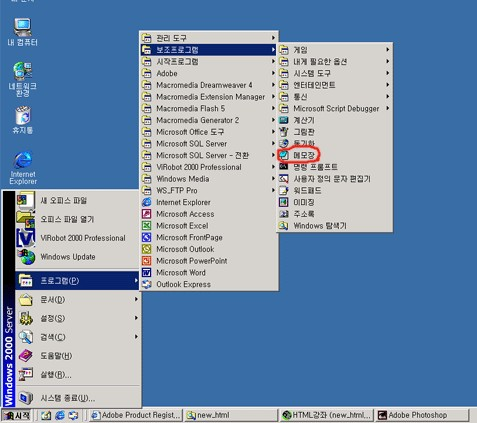 내 컴퓨터
네트워크
환경
휴지통
Internet
Explorer
새 오피스 파일
오피스 파일 열기
ViRobot 2000 Professional
Windows Update
프로그램(P)
문서(D)
설정(S)
검색(C)
도움말(H)
실행(R)...
시스템 종료(U)...
Windows 2000 Server
관리 도구
보조프로그램
시작프로그램
Adobe
Macromedia Dreamweaver 4
Macromedia Extension Manager
Macromedia Flash 5
Macromedia Generator 2
Microsoft Office 도구
Microsoft SQL Server
Microsoft SQL Server - 전환
ViRobot 2000 Professional
Windows Media
WS_FTP Pro
Internet Explorer
Microsoft Access
Microsoft Excel
Microsoft FrontPage
Microsoft Outlook
Microsoft PowerPoint
Microsoft Word
Outlook Express
게임
내게 필요한 옵션
시스템 도구
엔터테인먼트
통신
Microsoft Script Debugger
계산기
그림판
동기화
메모장
명령 프롬프트
사용자 정의 문자 편집기
워드패드
이미징
주소록
Windows 탐색기
시작
Adobe Product Regist...
new_html
HTML강좌 (new_html...
Adobe Photoshop